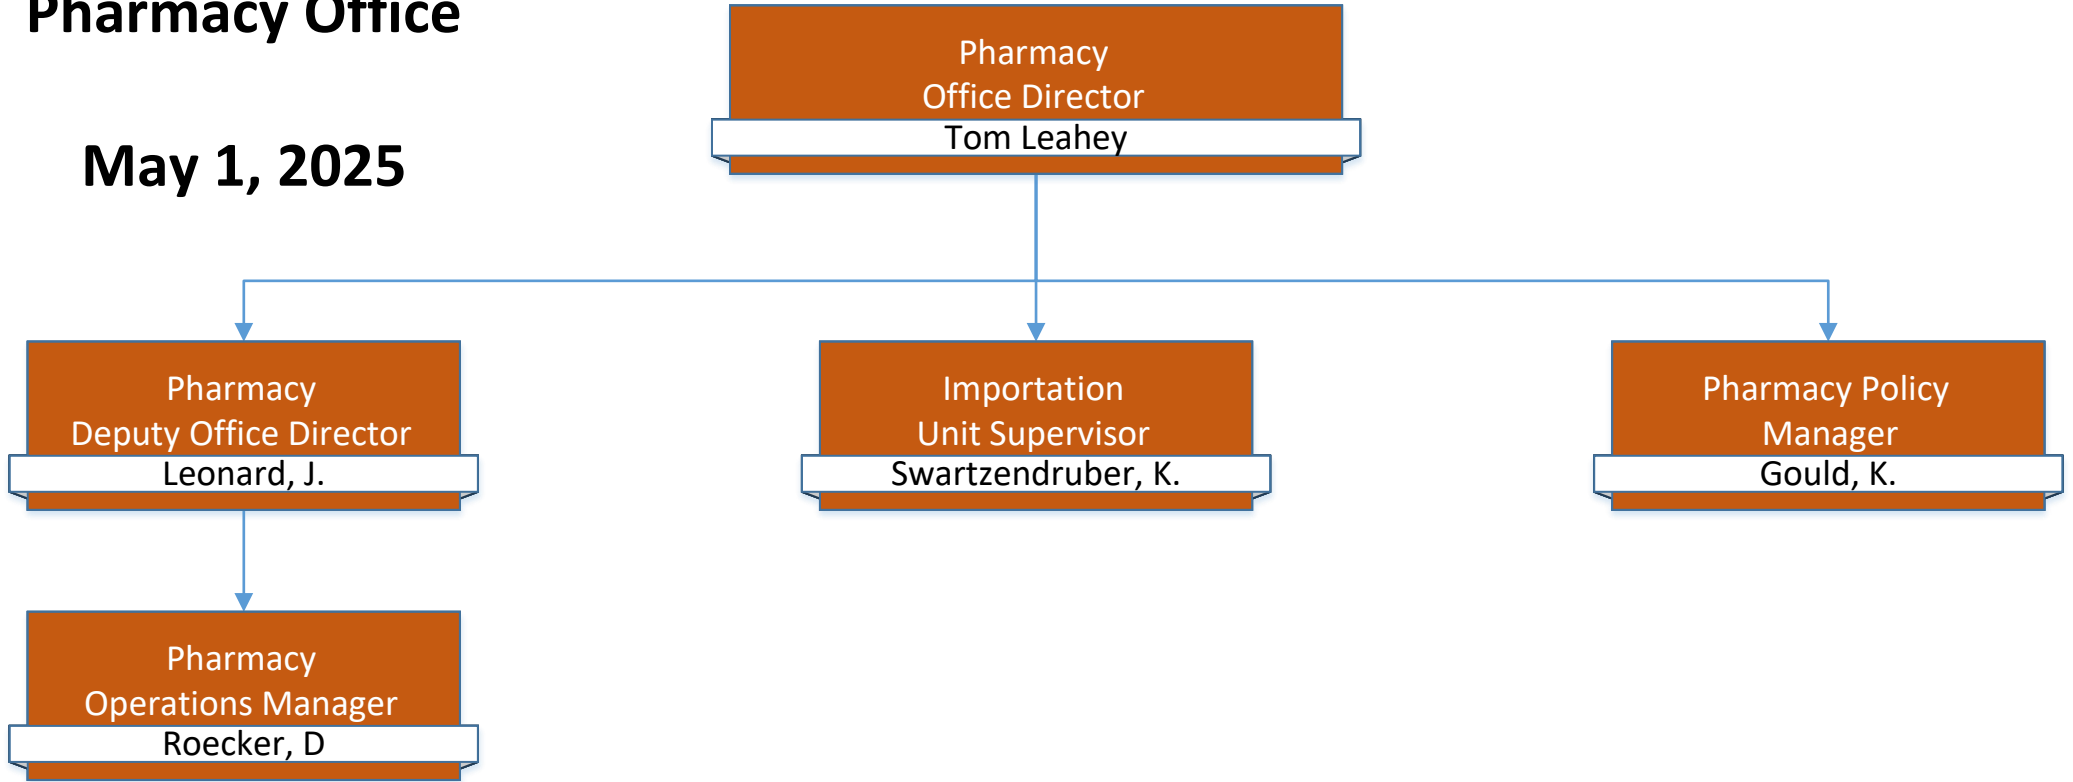 Pharmacy Office
May 1, 2025
Pharmacy
Office Director
Tom Leahey
Pharmacy
Deputy Office Director
Leonard, J.
Importation
Unit Supervisor
Swartzendruber, K.
Pharmacy Policy
Manager
Gould, K.
Pharmacy
Operations Manager
Roecker, D